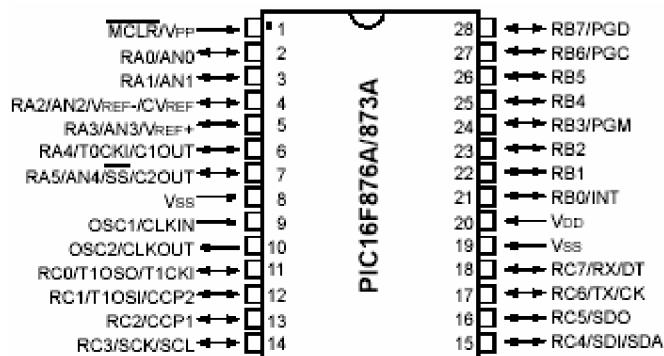 MCLR/VPP 1 28 RB7/PGD
RA0/AN0 2 27 RB6/PGC
RA1/AN1 3 26 RB5
RA2/AN2/VREF-/CVREF 4 25 RB4
RA3/AN3/VREF+ 5 24 RB3/PGM
RA4/T0CKI/C1OUT 6 23 RB2
RA5/AN4/SS/C2OUT 7 22 RB1
VSS 8 21 RB0/INT
OSC1/CLKIN 9 20 VDD
OSC2/CLKOUT 10 19 VSS
RC0/T1OSO/T1CKI 11 18 RC7/RX/DT
RC1/T1OSI/CCP2 12 17 RC6/TX/CK
RC2/CCP1 13 16 RC5/SDO
RC3/SCK/SCL 14 15 RC4/SDI/SDA
PIC16F876A/873A